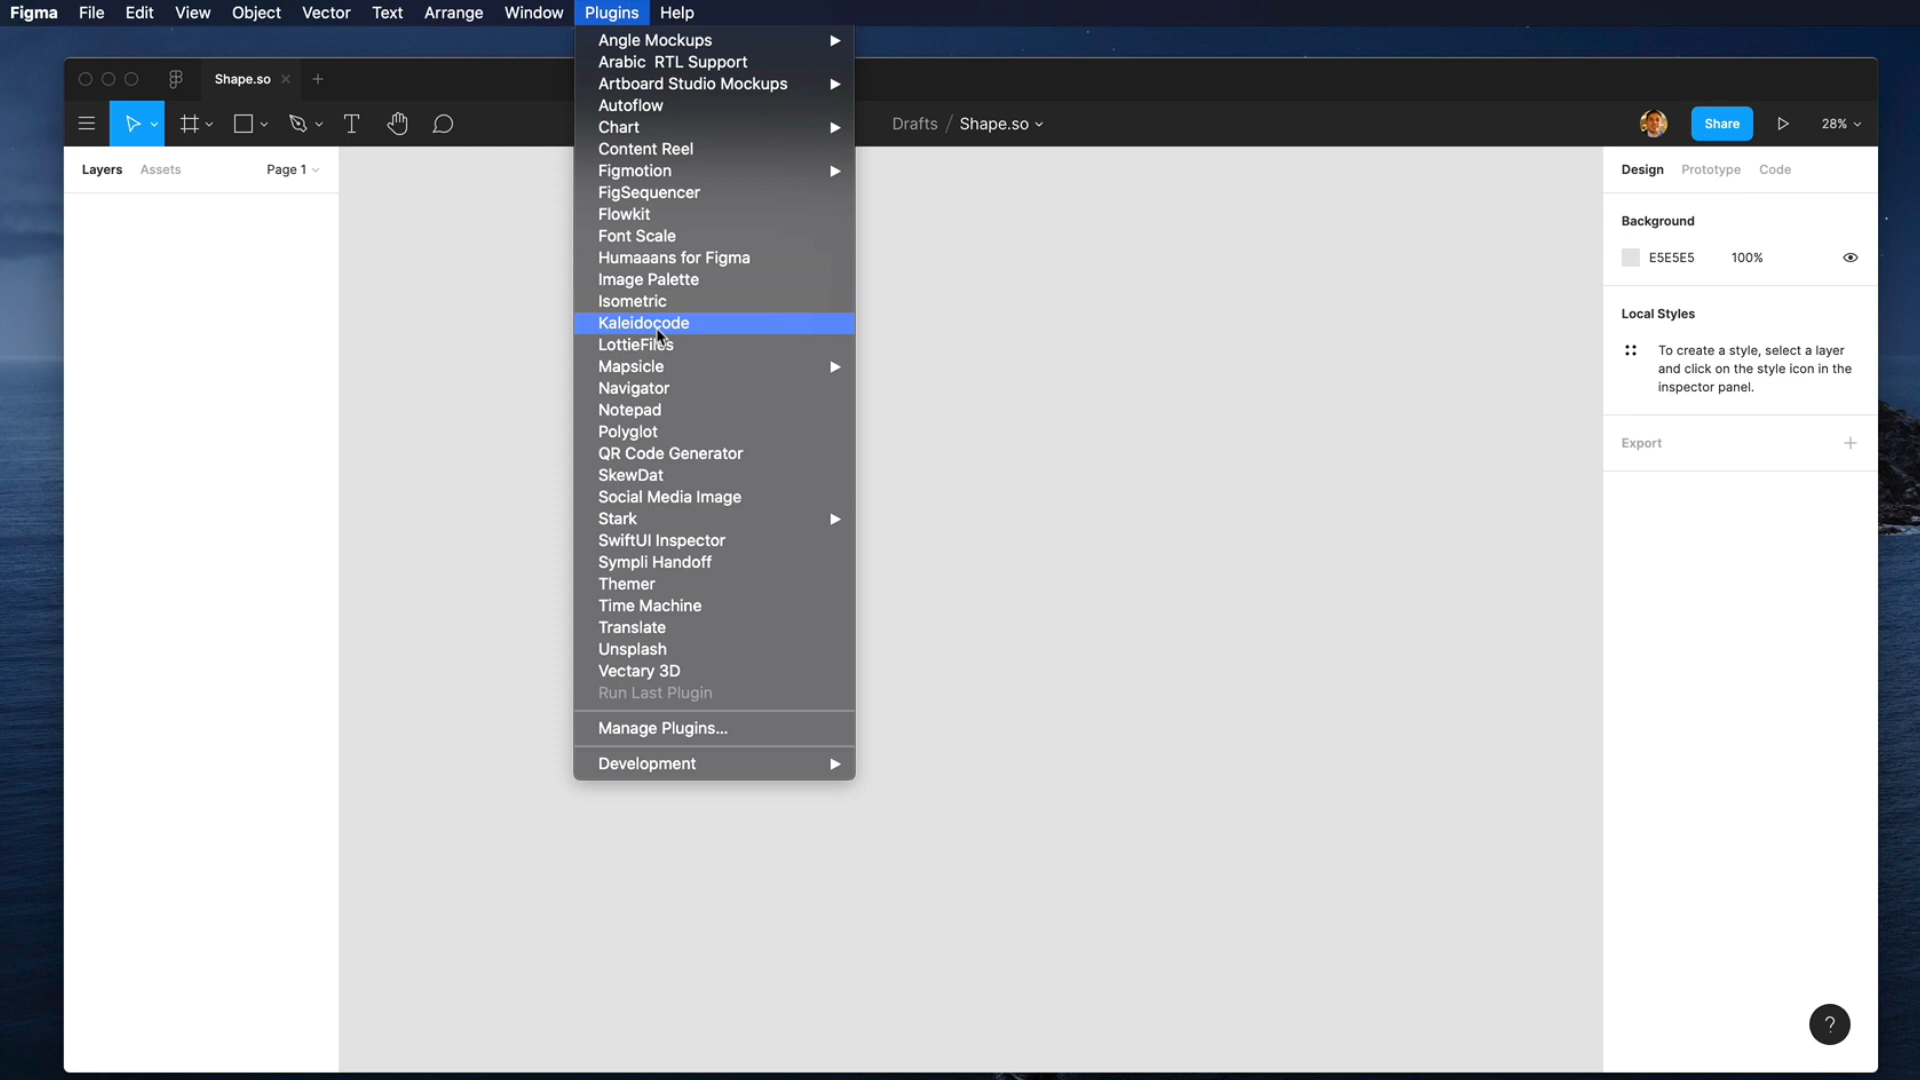 Figma File Edit View Object Vector Text Arrange Window Plugins Help
Angle Mockups
Arabic RTL Support
Artboard Studio Mockups
Autoflow
Chart
Content Reel
Figmotion
FigSequencer
Flowkit
Font Scale
Humaaans for Figma
Image Palette
Isometric
Kaleidocode
LottieFiles
Mapsicle
Navigator
Notepad
Polyglot
QR Code Generator
SkewDat
Social Media Image
Stark
SwiftUI Inspector
Sympli Handoff
Themer
Time Machine
Translate
Unsplash
Vectary 3D
Run Last Plugin
Manage Plugins...
Development
Shape.so
Drafts / Shape.so
Share
28%
Layers Assets Page 1
Design Prototype Code
Background
E5E5E5 100%
Local Styles
To create a style, select a layer
and click on the style icon in the
inspector panel.
Export
?